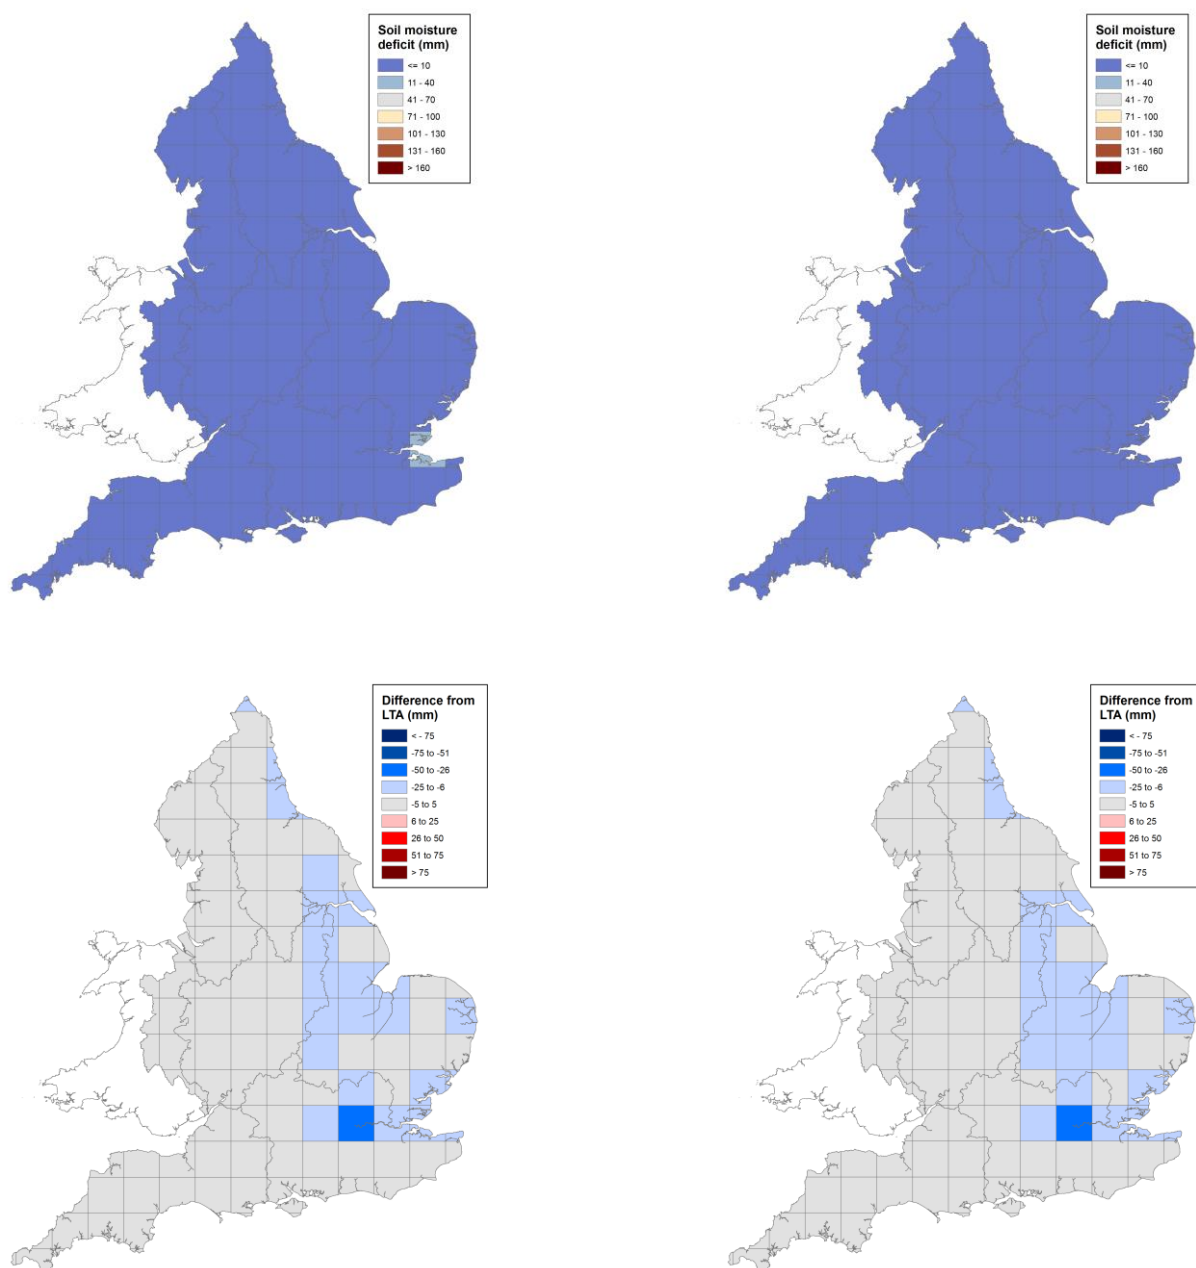 Soil moisture
deficit (mm)
<= 10
11 - 40
41 - 70
71 - 100
101 - 130
131 - 160
> 160
Soil moisture
deficit (mm)
<= 10
11 - 40
41 - 70
71 - 100
101 - 130
131 - 160
> 160
Difference from
LTA (mm)
< - 75
-75 to -51
-50 to -26
-25 to -6
-5 to 5
6 to 25
26 to 50
51 to 75
> 75
Difference from
LTA (mm)
< - 75
-75 to -51
-50 to -26
-25 to -6
-5 to 5
6 to 25
26 to 50
51 to 75
> 75